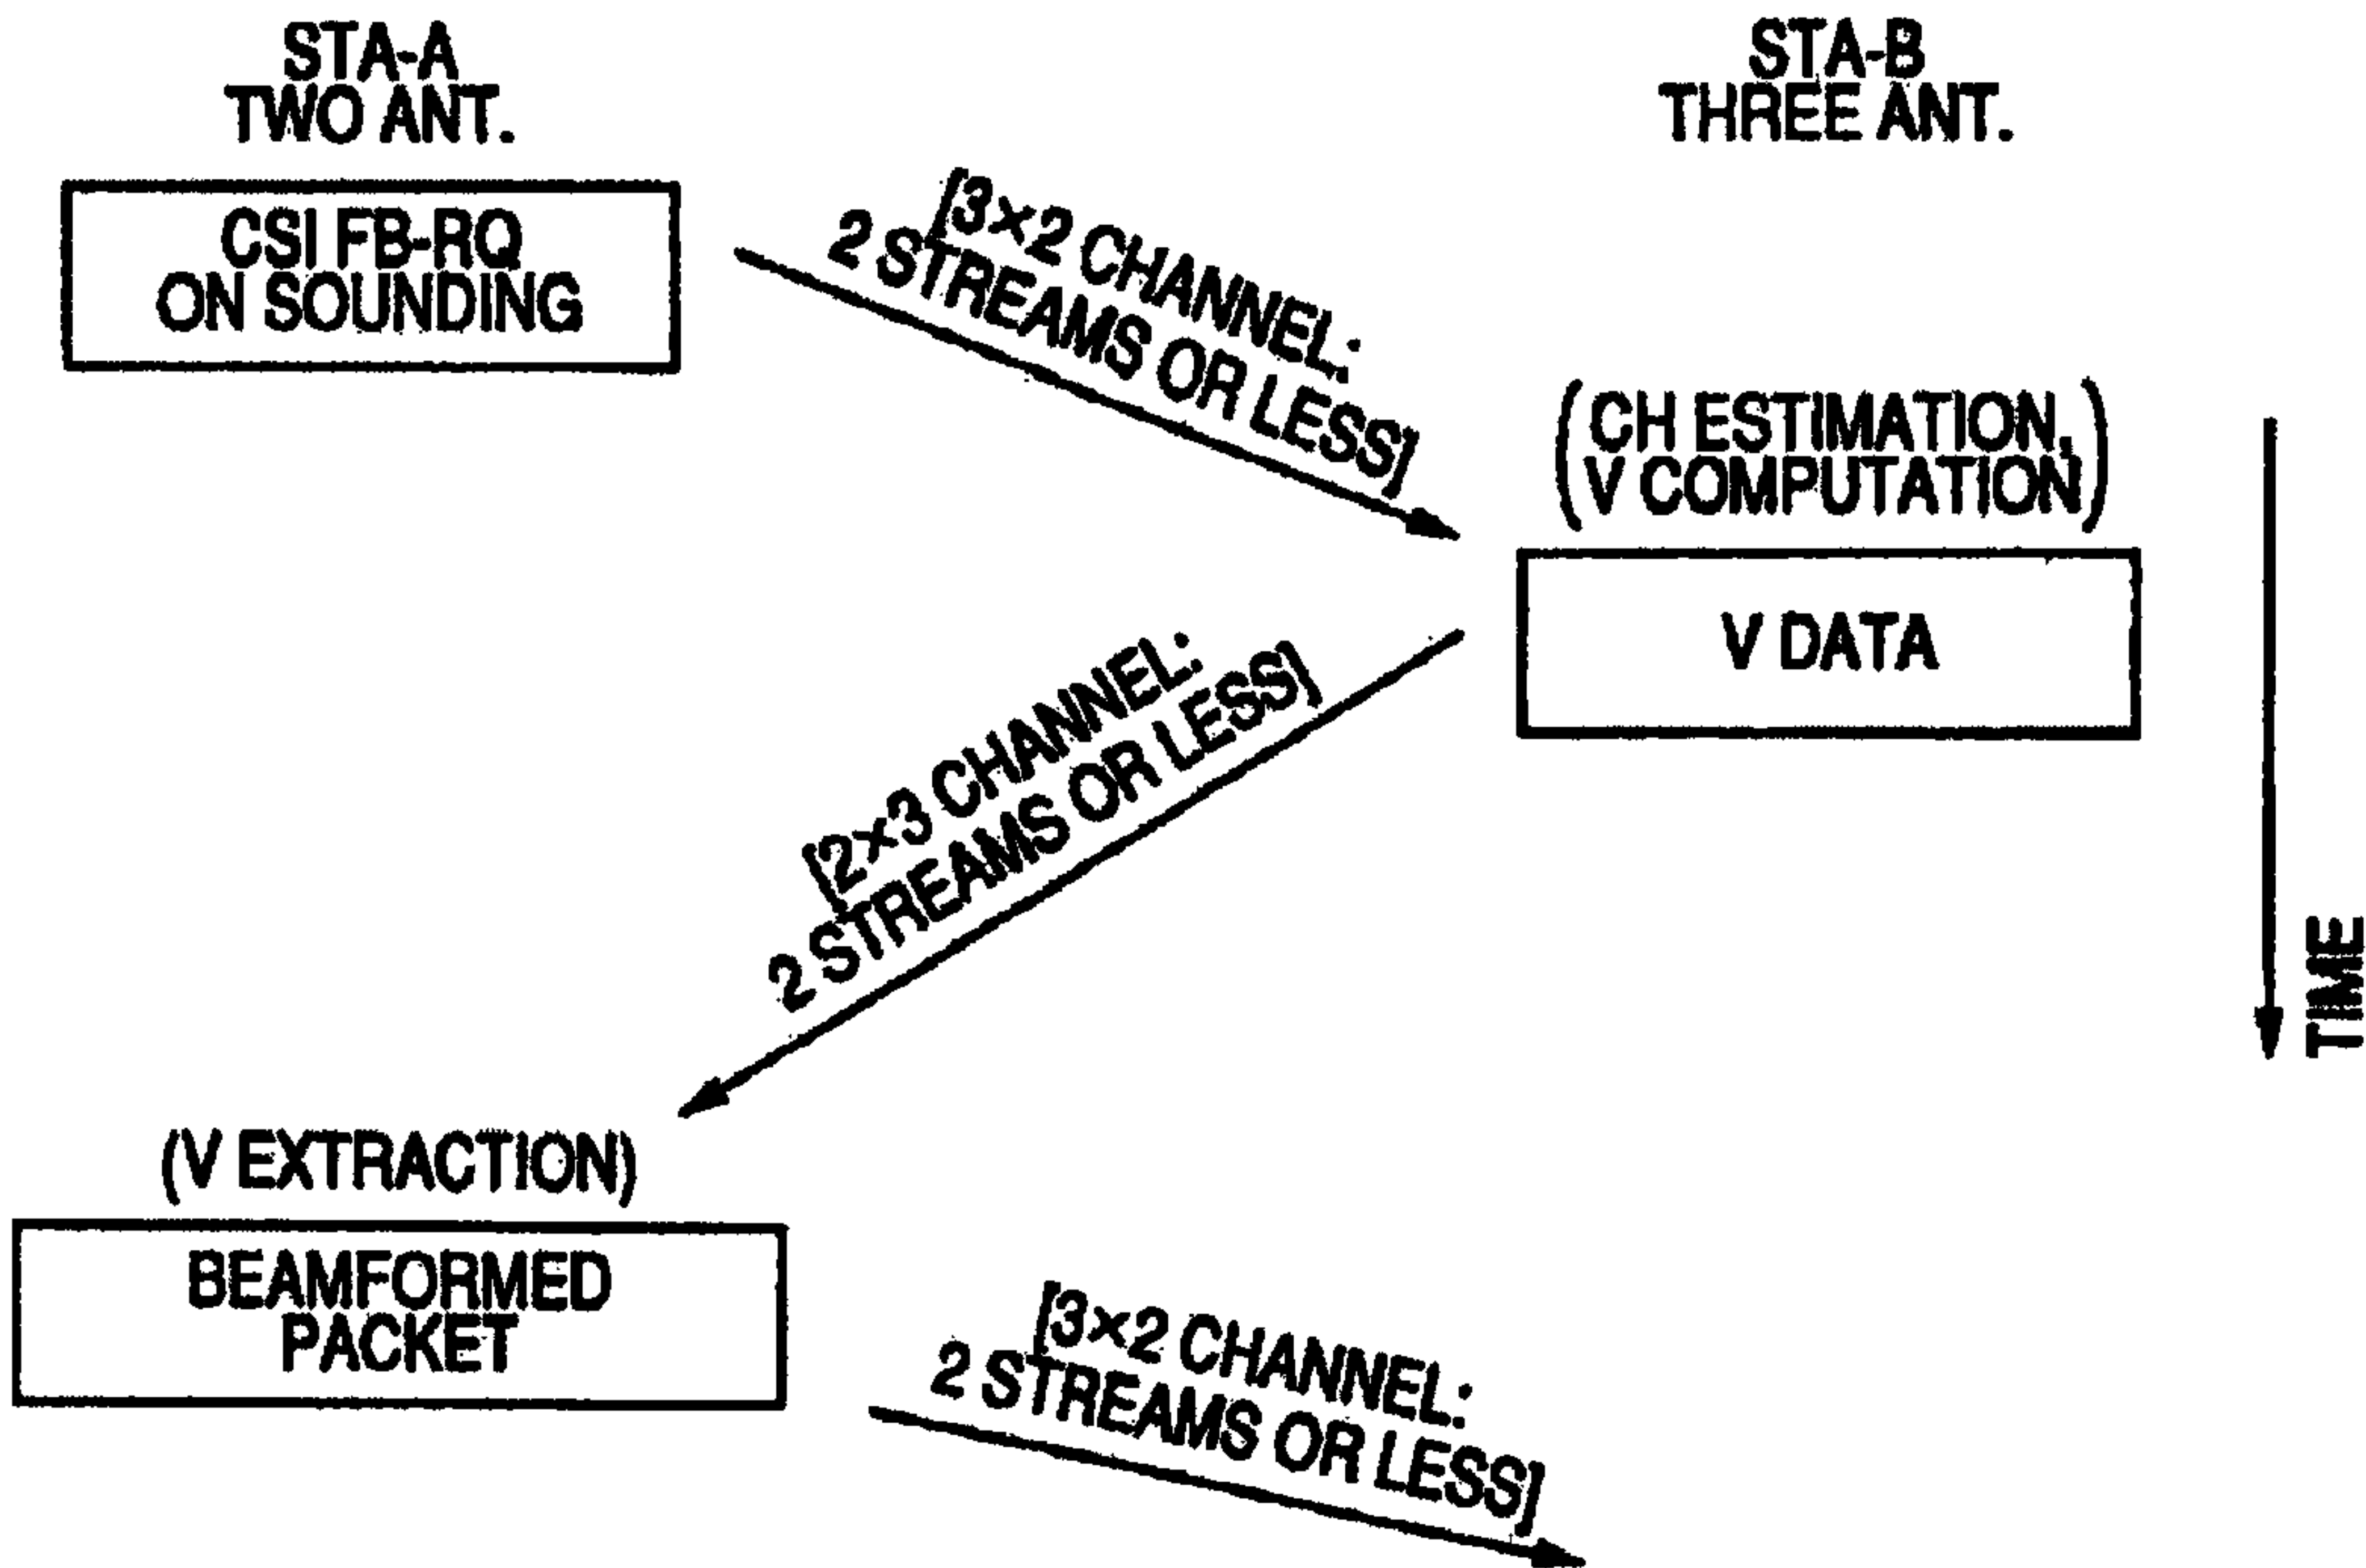 STA-A
TWO ANT.
STA-B
THREE ANT.
CSI FB-RQ
ON SOUNDING
[3×2 CHANNEL:
2 STREAMS OR LESS]
(CH ESTIMATION,
V COMPUTATION)
V DATA
[2×3 CHANNEL:
2 STREAMS OR LESS]
TIME
(V EXTRACTION)
BEAMFORMED
PACKET
[3×2 CHANNEL:
2 STREAMS OR LESS]